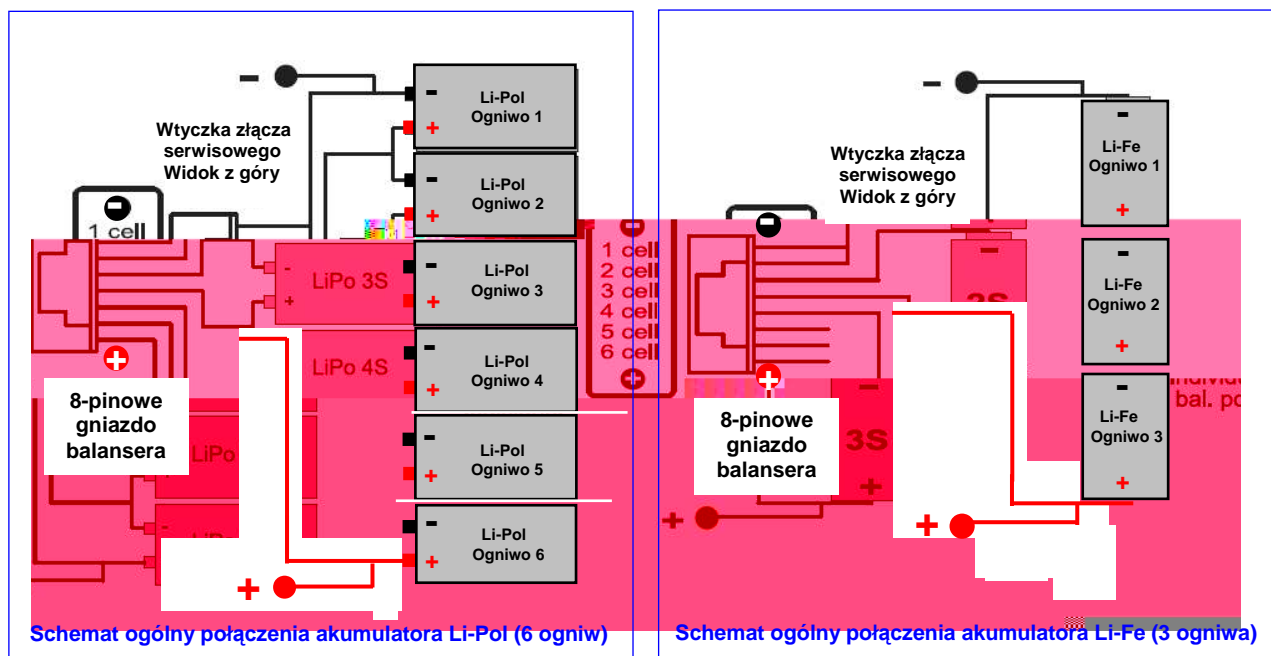 -
-
Li-Pol
Ogniwo 1
+
Wtyczka złącza
serwisowego
Widok z góry
-
Li-Pol
Ogniwo 2
+
-
1 cell
-
+
LiPo 3S
-
Li-Pol
Ogniwo 3
+
LiPo 4S
-
Li-Pol
Ogniwo 4
+
+
8-pinowe
gniazdo
balansera
LiPo
-
Li-Pol
Ogniwo 5
+
-
-
Li-Pol
Ogniwo 6
+
+
Schemat ogólny połączenia akumulatora Li-Pol (6 ogniw)
-
1 cell
2 cell
3 cell
4 cell
5 cell
6 cell
+
-
-
Li-Fe
Ogniwo 1
+
Wtyczka złącza
serwisowego
Widok z góry
-
-
-
Li-Fe
Ogniwo 2
+
-
Li-Fe
Ogniwo 3
+
+
8-pinowe
gniazdo
balansera
3S
+
bal.
+
+
Schemat ogólny połączenia akumulatora Li-Fe (3 ogniwa)